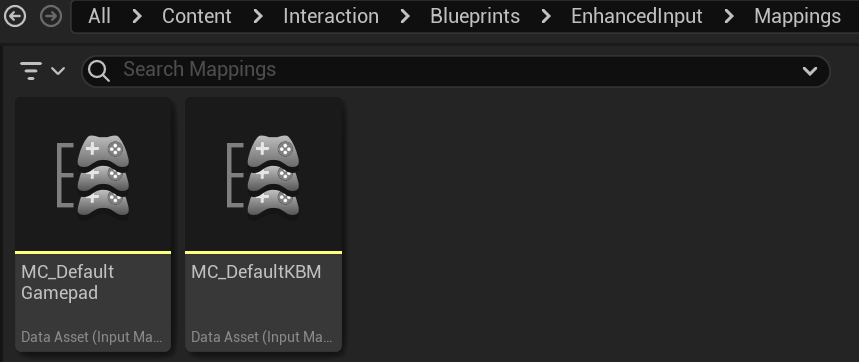 All > Content > Interaction > Blueprints > EnhancedInput > Mappings
Search Mappings
MC_Default
Gamepad
Data Asset (Input Ma...
MC_DefaultKBM
Data Asset (Input Ma...